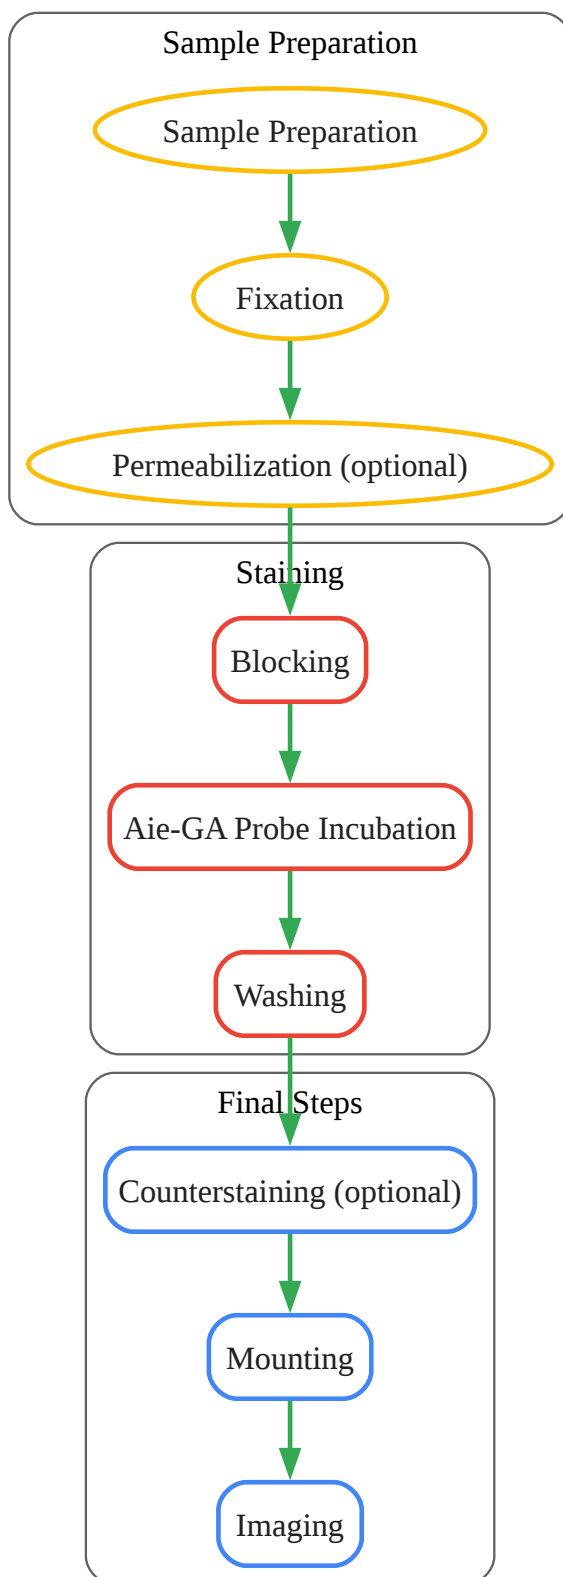 Sample Preparation
Sample Preparation
Fixation
Permeabilization (optional)
Staining
Blocking
Aie-GA Probe Incubation
Washing
Final Steps
Counterstaining (optional)
Mounting
Imaging